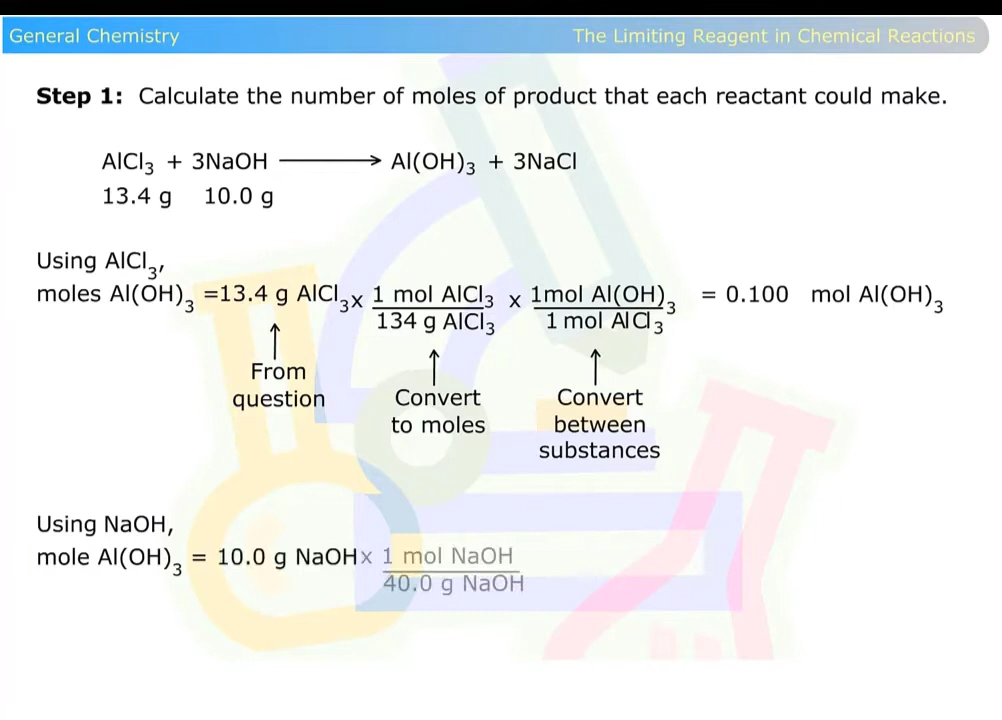 General Chemistry
The Limiting Reagent in Chemical Reactions
Step 1: Calculate the number of moles of product that each reactant could make.
AlCl₃ + 3NaOH ⟶ Al(OH)₃ + 3NaCl
13.4 g 10.0 g
Using AlCl₃,
moles Al(OH)₃ =13.4 g AlCl₃x 1 mol AlCl₃ x 1mol Al(OH)₃ = 0.100 mol Al(OH)₃
134 g AlCl₃ 1 mol AlCl₃
↑ ↑ ↑
From
question
Convert Convert
to moles between
substances
Using NaOH,
mole Al(OH)₃ = 10.0 g NaOHx 1 mol NaOH
40.0 g NaOH